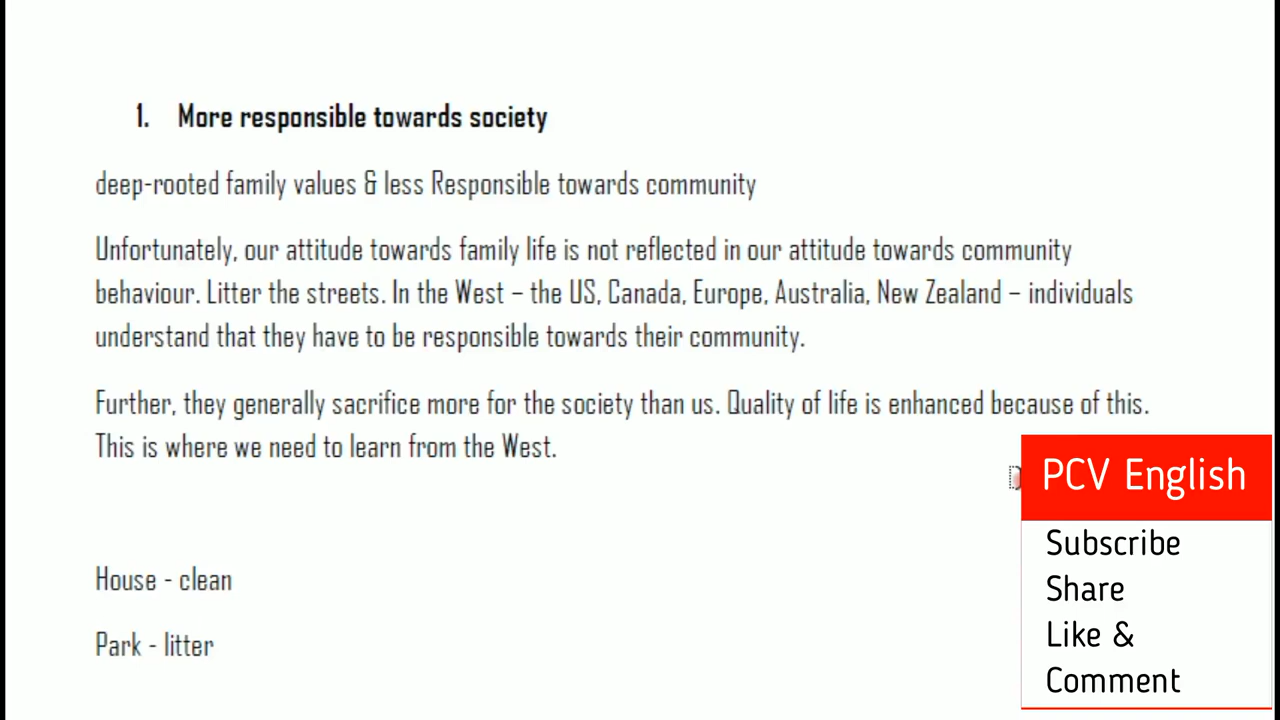 1. More responsible towards society
deep-rooted family values & less Responsible towards community
Unfortunately, our attitude towards family life is not reflected in our attitude towards community
behaviour. Litter the streets. In the West – the US, Canada, Europe, Australia, New Zealand – individuals
understand that they have to be responsible towards their community.
Further, they generally sacrifice more for the society than us. Quality of life is enhanced because of this.
This is where we need to learn from the West.
House - clean
Park - litter
PCV English
Subscribe
Share
Like &
Comment